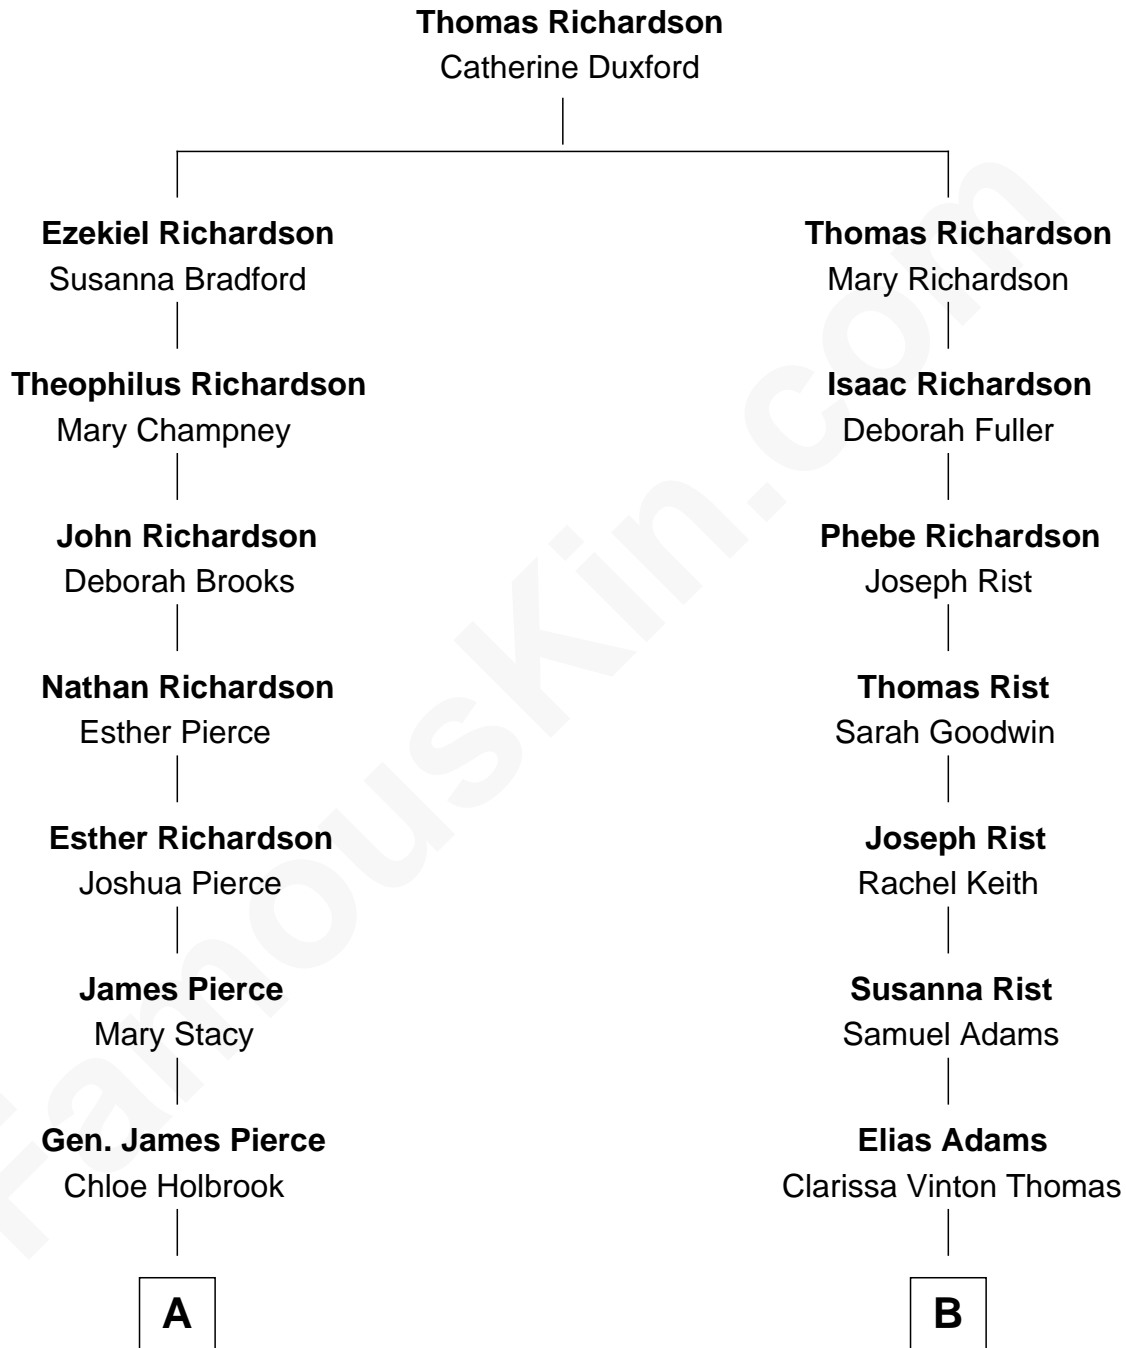 Thomas Richardson
Catherine Duxford
Ezekiel Richardson
Susanna Bradford
Thomas Richardson
Mary Richardson
Theophilus Richardson
Mary Champney
Isaac Richardson
Deborah Fuller
John Richardson
Deborah Brooks
Phebe Richardson
Joseph Rist
Nathan Richardson
Esther Pierce
Thomas Rist
Sarah Goodwin
Esther Richardson
Joshua Pierce
Joseph Rist
Rachel Keith
James Pierce
Mary Stacy
Susanna Rist
Samuel Adams
Gen. James Pierce
Chloe Holbrook
Elias Adams
Clarissa Vinton Thomas
A
B
FamousKin.com